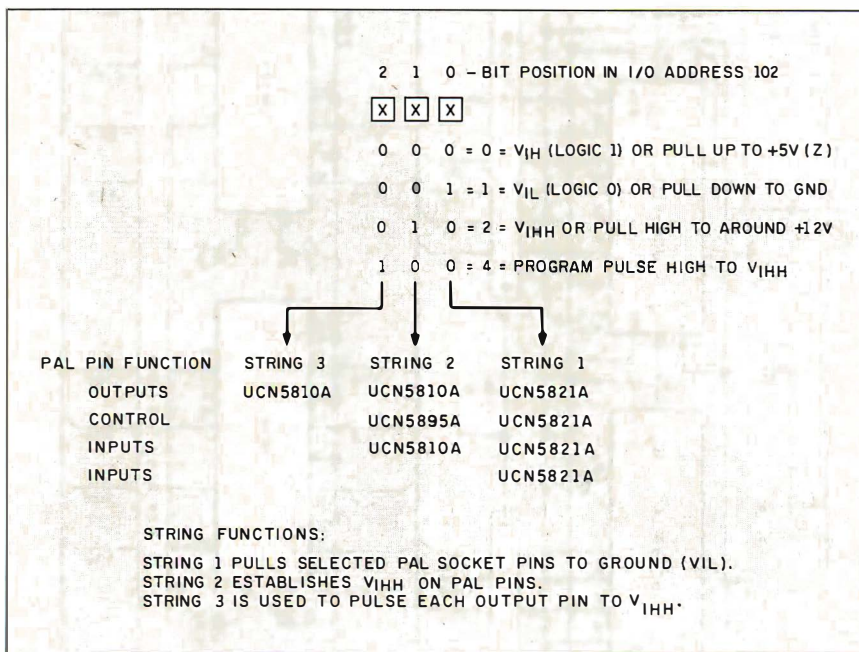 2 1 0 – BIT POSITION IN I/O ADDRESS 102
X X X
0 0 0 = 0 = VIH (LOGIC 1) OR PULL UP TO +5V (Z)
0 0 1 = 1 = VIL (LOGIC 0) OR PULL DOWN TO GND
0 1 0 = 2 = VIHH OR PULL HIGH TO AROUND +12V
1 0 0 = 4 = PROGRAM PULSE HIGH TO VIHH
PAL PIN FUNCTION STRING 3 STRING 2 STRING 1
OUTPUTS UCN5810A UCN5810A UCN5821A
CONTROL UCN5895A UCN5821A
INPUTS UCN5810A UCN5821A
INPUTS UCN5821A
STRING FUNCTIONS:
STRING 1 PULLS SELECTED PAL SOCKET PINS TO GROUND (VIL).
STRING 2 ESTABLISHES VIHH ON PAL PINS.
STRING 3 IS USED TO PULSE EACH OUTPUT PIN TO VIHH.